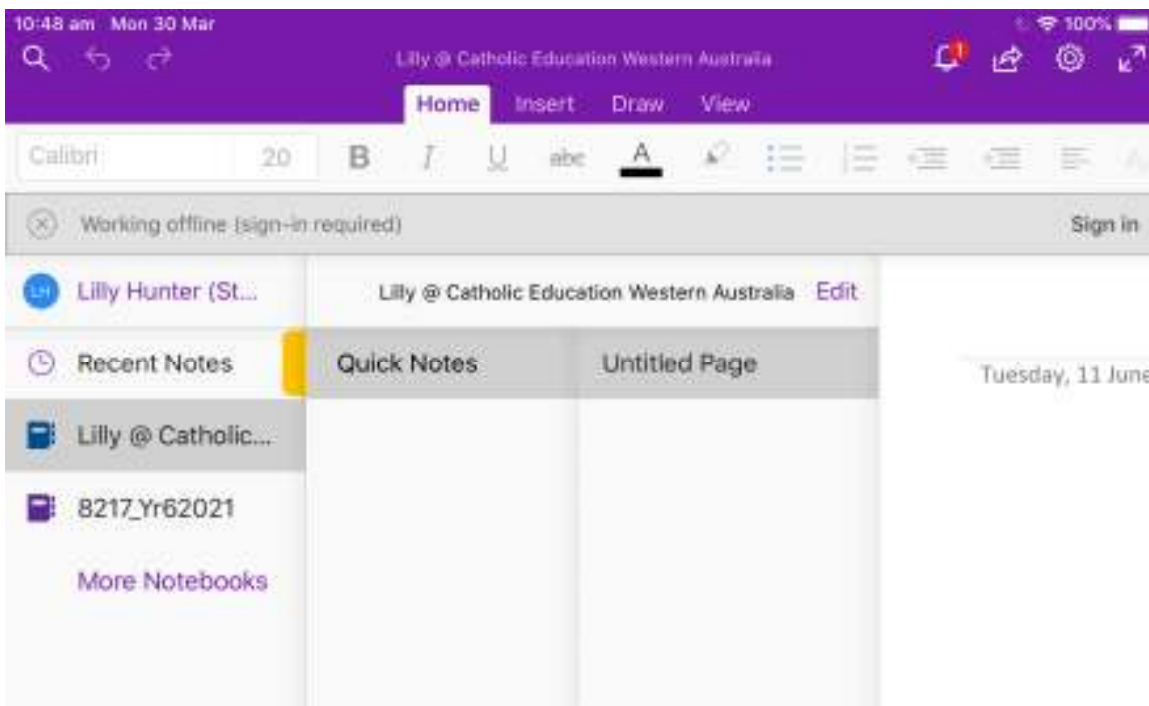 10:48 am Mon 30 Mar 100%
Lilly @ Catholic Education Western Australia 1
Home Insert Draw View
Calibri 20 B I U abc A
Working offline (sign-in required) Sign in
LH Lilly Hunter (St... Lilly @ Catholic Education Western Australia Edit
Recent Notes Quick Notes Untitled Page Tuesday, 11 June
Lilly @ Catholic...
8217_Yr62021
More Notebooks